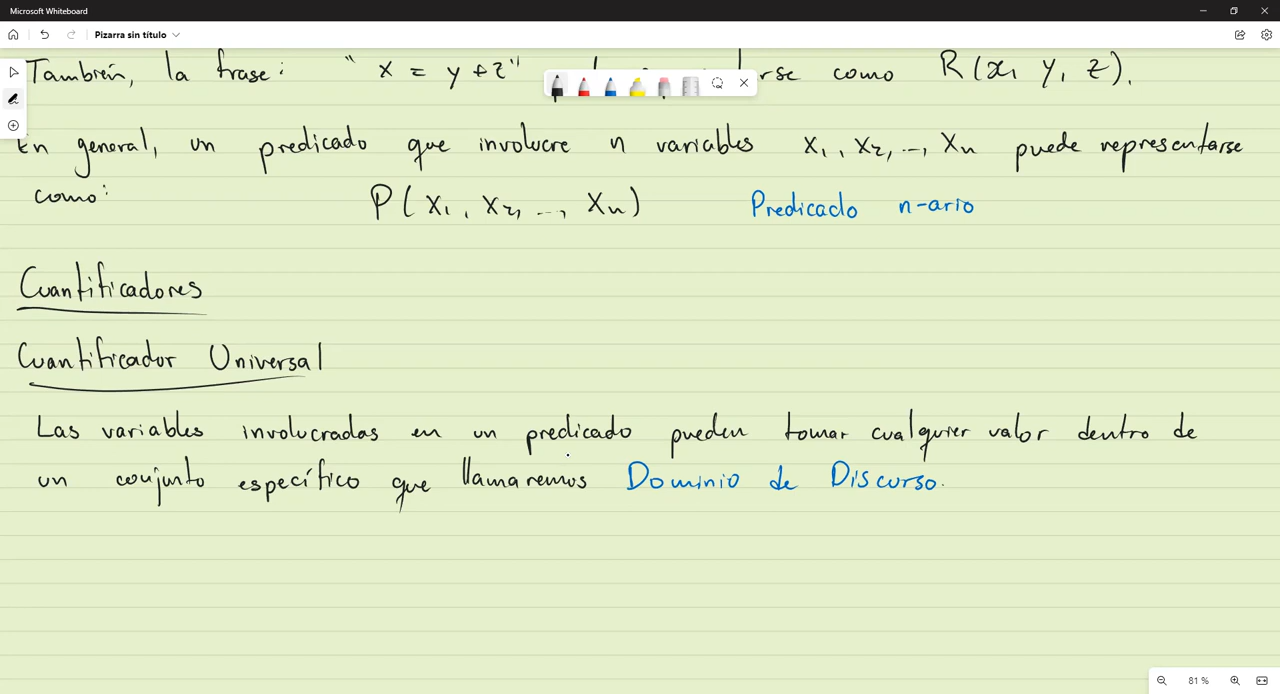 Microsoft Whiteboard
Pizarra sin título
También, la frase: " x = y + z" rse como R(x, y, z).
En general, un predicado que involucre n variables x₁, x₂, ..., xₙ puede representarse
como: P(x₁, x₂, ..., xₙ) Predicado n-ario
Cuantificadores
Cuantificador Universal
Las variables involucradas en un predicado pueden tomar cualquier valor dentro de
un conjunto específico que llamaremos Dominio de Discurso.
81 %